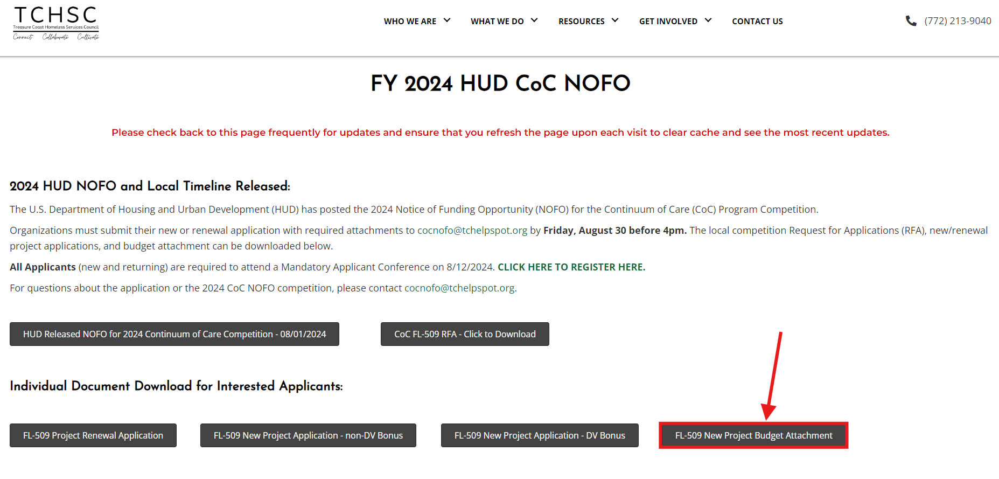 TCHSC
Treasure Coast Homeless Services Council
Connect Collaborate Cultivate
WHO WE ARE
WHAT WE DO
RESOURCES
GET INVOLVED
CONTACT US
(772) 213-9040
FY 2024 HUD CoC NOFO
Please check back to this page frequently for updates and ensure that you refresh the page upon each visit to clear cache and see the most recent updates.
2024 HUD NOFO and Local Timeline Released:
The U.S. Department of Housing and Urban Development (HUD) has posted the 2024 Notice of Funding Opportunity (NOFO) for the Continuum of Care (CoC) Program Competition.
Organizations must submit their new or renewal application with required attachments to cocnofo@tchelpspot.org by Friday, August 30 before 4pm. The local competition Request for Applications (RFA), new/renewal
project applications, and budget attachment can be downloaded below.
All Applicants (new and returning) are required to attend a Mandatory Applicant Conference on 8/12/2024. CLICK HERE TO REGISTER HERE.
For questions about the application or the 2024 CoC NOFO competition, please contact cocnofo@tchelpspot.org.
HUD Released NOFO for 2024 Continuum of Care Competition - 08/01/2024
CoC FL-509 RFA - Click to Download
Individual Document Download for Interested Applicants:
FL-509 Project Renewal Application
FL-509 New Project Application - non-DV Bonus
FL-509 New Project Application - DV Bonus
FL-509 New Project Budget Attachment